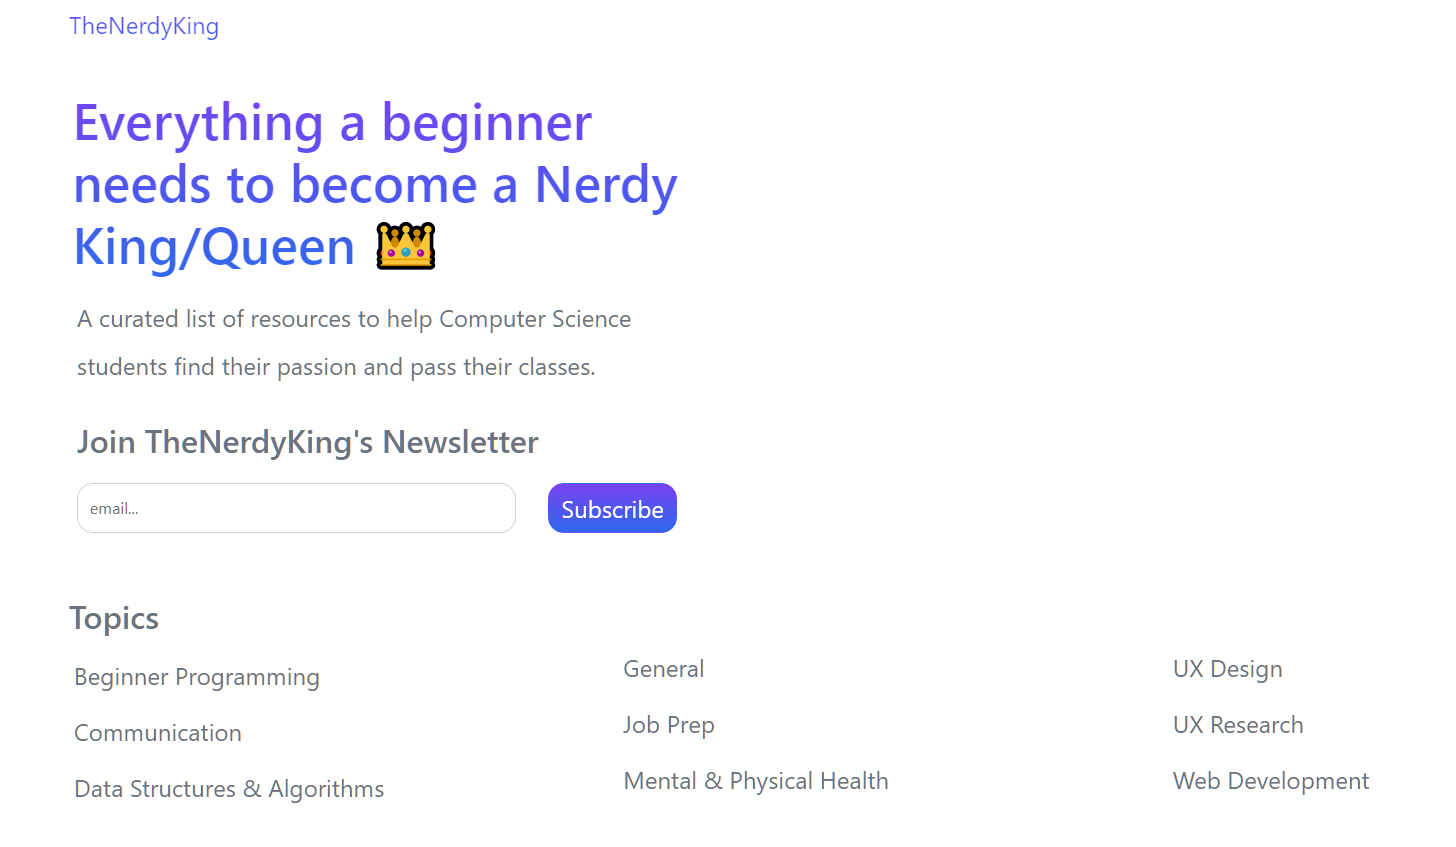 TheNerdyKing
Everything a beginner
needs to become a Nerdy
King/Queen 👑
A curated list of resources to help Computer Science
students find their passion and pass their classes.
Join TheNerdyKing's Newsletter
email...
Subscribe
Topics
Beginner Programming
Communication
Data Structures & Algorithms
General
Job Prep
Mental & Physical Health
UX Design
UX Research
Web Development